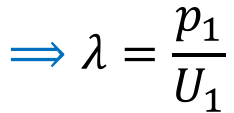 ⟹ λ = p₁/U₁